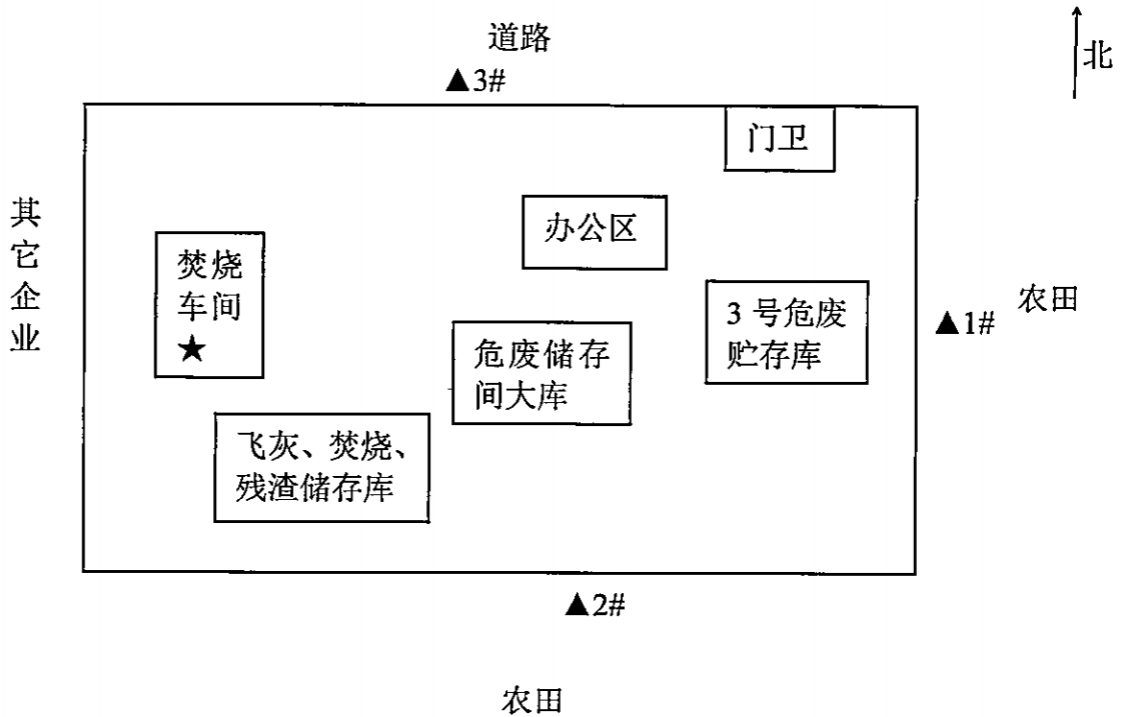 道路
北
▲3#
门卫
其它企业
办公区
焚烧
车间
★
3号危废
贮存库
▲1#
农田
危废储存
间大库
飞灰、焚烧、
残渣储存库
▲2#
农田